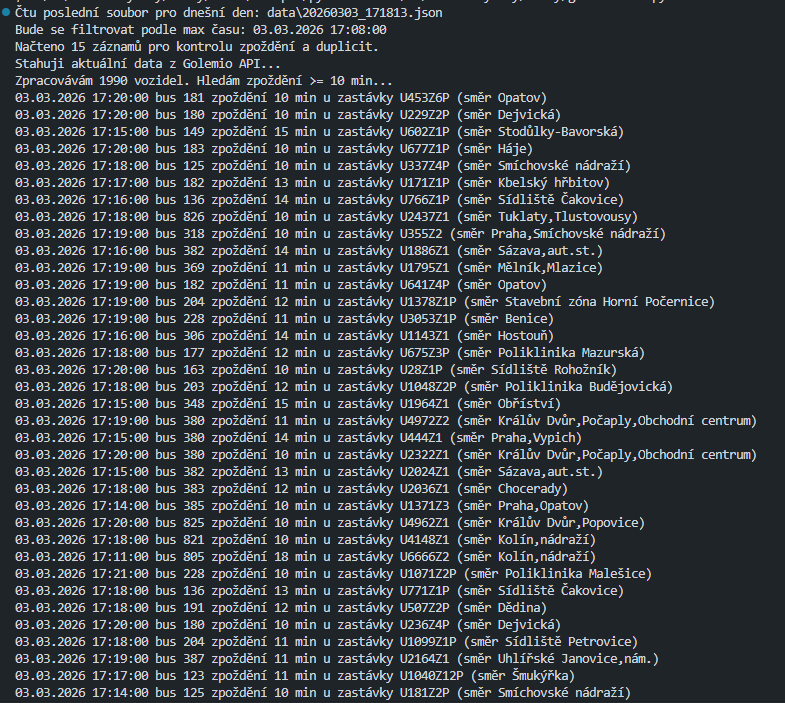 Čtu poslední soubor pro dnešní den: data\20260303_171813.json
Bude se filtrovat podle max času: 03.03.2026 17:08:00
Načteno 15 záznamů pro kontrolu zpoždění a duplicit.
Stahuji aktuální data z Golemio API...
Zpracovávám 1990 vozidel. Hledám zpoždění >= 10 min...
03.03.2026 17:20:00 bus 181 zpoždění 10 min u zastávky U453Z6P (směr Opatov)
03.03.2026 17:20:00 bus 180 zpoždění 10 min u zastávky U229Z2P (směr Dejvická)
03.03.2026 17:15:00 bus 149 zpoždění 15 min u zastávky U602Z1P (směr Stodůlky-Bavorská)
03.03.2026 17:20:00 bus 183 zpoždění 10 min u zastávky U677Z1P (směr Háje)
03.03.2026 17:18:00 bus 125 zpoždění 10 min u zastávky U337Z4P (směr Smíchovské nádraží)
03.03.2026 17:17:00 bus 182 zpoždění 13 min u zastávky U171Z1P (směr Kbelský hřbitov)
03.03.2026 17:16:00 bus 136 zpoždění 14 min u zastávky U766Z1P (směr Sídliště Čakovice)
03.03.2026 17:18:00 bus 826 zpoždění 10 min u zastávky U2437Z1 (směr Tuklaty,Tlustovousy)
03.03.2026 17:19:00 bus 318 zpoždění 10 min u zastávky U355Z2 (směr Praha,Smíchovské nádraží)
03.03.2026 17:16:00 bus 382 zpoždění 14 min u zastávky U1886Z1 (směr Sázava,aut.st.)
03.03.2026 17:19:00 bus 369 zpoždění 11 min u zastávky U1795Z1 (směr Mělník,Mlazice)
03.03.2026 17:19:00 bus 182 zpoždění 11 min u zastávky U641Z4P (směr Opatov)
03.03.2026 17:19:00 bus 204 zpoždění 12 min u zastávky U1378Z1P (směr Stavební zóna Horní Počernice)
03.03.2026 17:19:00 bus 228 zpoždění 11 min u zastávky U3053Z1P (směr Benice)
03.03.2026 17:16:00 bus 306 zpoždění 14 min u zastávky U1143Z1 (směr Hostouň)
03.03.2026 17:18:00 bus 177 zpoždění 12 min u zastávky U675Z3P (směr Poliklinika Mazurská)
03.03.2026 17:20:00 bus 163 zpoždění 10 min u zastávky U28Z1P (směr Sídliště Rohožník)
03.03.2026 17:18:00 bus 203 zpoždění 12 min u zastávky U1048Z2P (směr Poliklinika Budějovická)
03.03.2026 17:15:00 bus 348 zpoždění 15 min u zastávky U1964Z1 (směr Obříství)
03.03.2026 17:19:00 bus 380 zpoždění 11 min u zastávky U4972Z2 (směr Králův Dvůr,Počaply,Obchodní centrum)
03.03.2026 17:15:00 bus 380 zpoždění 14 min u zastávky U444Z1 (směr Praha,Vypich)
03.03.2026 17:20:00 bus 380 zpoždění 10 min u zastávky U2322Z1 (směr Králův Dvůr,Počaply,Obchodní centrum)
03.03.2026 17:15:00 bus 382 zpoždění 13 min u zastávky U2024Z1 (směr Sázava,aut.st.)
03.03.2026 17:18:00 bus 383 zpoždění 12 min u zastávky U2036Z1 (směr Chocerady)
03.03.2026 17:14:00 bus 385 zpoždění 10 min u zastávky U1371Z3 (směr Praha,Opatov)
03.03.2026 17:20:00 bus 825 zpoždění 10 min u zastávky U4962Z1 (směr Králův Dvůr,Popovice)
03.03.2026 17:18:00 bus 821 zpoždění 10 min u zastávky U4148Z1 (směr Kolín,nádraží)
03.03.2026 17:11:00 bus 805 zpoždění 18 min u zastávky U6666Z2 (směr Kolín,nádraží)
03.03.2026 17:21:00 bus 228 zpoždění 10 min u zastávky U1071Z2P (směr Poliklinika Malešice)
03.03.2026 17:18:00 bus 136 zpoždění 13 min u zastávky U771Z1P (směr Sídliště Čakovice)
03.03.2026 17:18:00 bus 191 zpoždění 12 min u zastávky U507Z2P (směr Dědina)
03.03.2026 17:20:00 bus 180 zpoždění 10 min u zastávky U236Z4P (směr Dejvická)
03.03.2026 17:18:00 bus 204 zpoždění 11 min u zastávky U1099Z1P (směr Sídliště Petrovice)
03.03.2026 17:19:00 bus 387 zpoždění 11 min u zastávky U2164Z1 (směr Uhlířské Janovice,nám.)
03.03.2026 17:17:00 bus 123 zpoždění 11 min u zastávky U1040Z12P (směr Šmukýřka)
03.03.2026 17:14:00 bus 125 zpoždění 10 min u zastávky U181Z2P (směr Smíchovské nádraží)